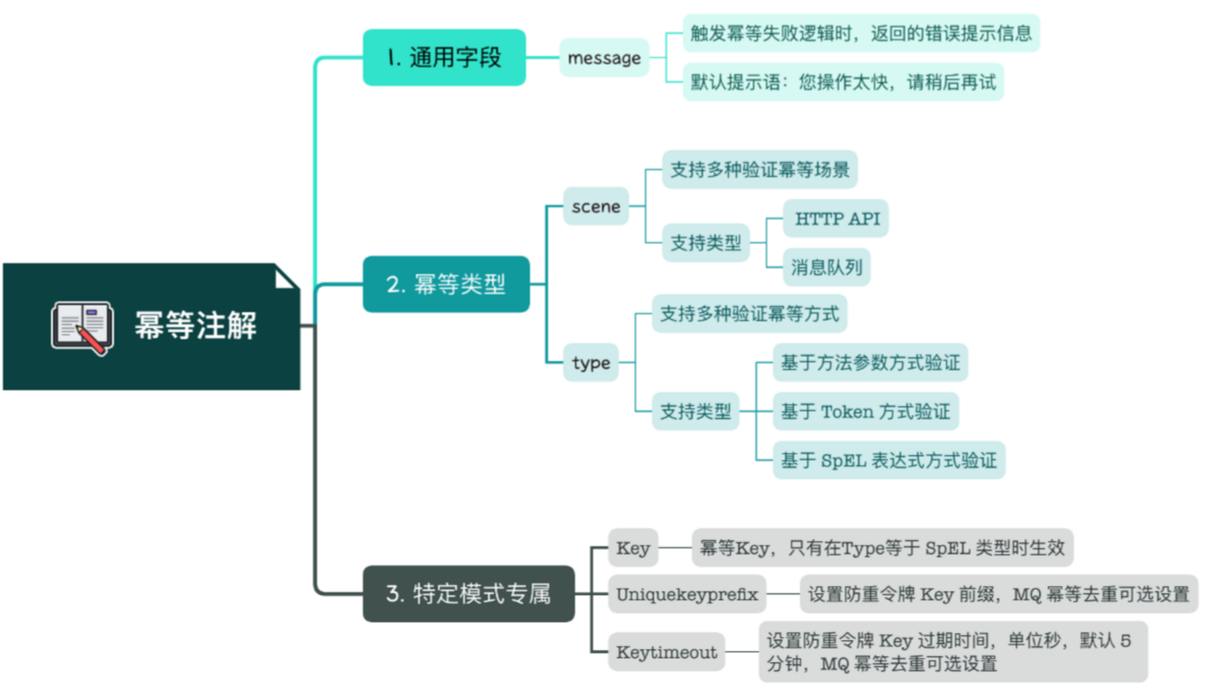 幂等注解
1. 通用字段
message
触发幂等失败逻辑时，返回的错误提示信息
默认提示语：您操作太快，请稍后再试
2. 幂等类型
scene
支持多种验证幂等场景
支持类型
HTTP API
消息队列
type
支持多种验证幂等方式
支持类型
基于方法参数方式验证
基于 Token 方式验证
基于 SpEL 表达式方式验证
3. 特定模式专属
Key
幂等Key，只有在Type等于 SpEL 类型时生效
Uniquekeyprefix
设置防重令牌 Key 前缀，MQ 幂等去重可选设置
Keytimeout
设置防重令牌 Key 过期时间，单位秒，默认 5
分钟，MQ 幂等去重可选设置